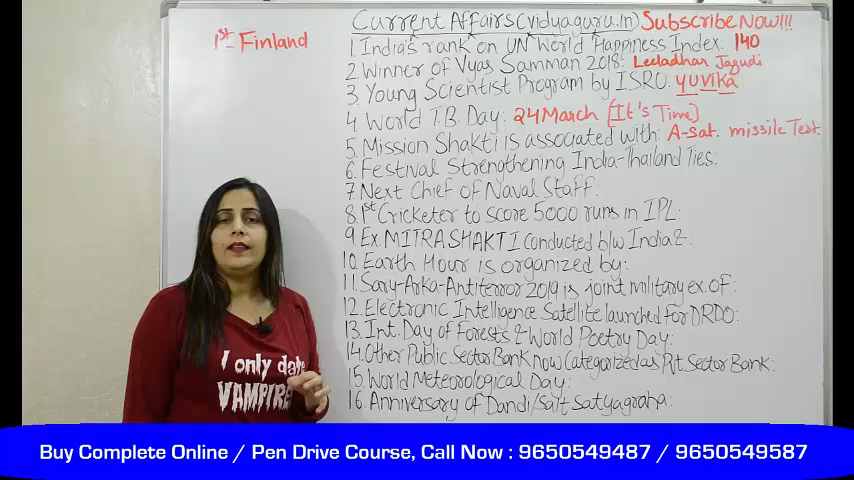 1st- Finland
Current Affairs (vidyaguru.in) Subscribe Now!!!
1. India's rank on UN World Happiness Index: 140
2. Winner of Vyas Samman 2018: Leeladhar Jagudi
3. Young Scientist Program by ISRO. YUVIKA
4. World T.B. Day: 24 March (It's Time)
5. Mission Shakti is associated with: A-Sat. missile Test.
6. Festival Strengthening India-Thailand Ties:
7. Next Chief of Naval Staff:
8. 1st Cricketer to score 5000 runs in IPL:
9. Ex. MITRA SHAKTI conducted b/w India &:
10. Earth Hour is organized by:
11. Sary-Arka-Antiterror 2019 is joint military ex. of:
12. Electronic Intelligence Satellite launched for DRDO:
13. Int. Day of Forests & World Poetry Day:
14. Other Public Sector Bank now Categorized as Pvt. Sector Bank:
15. World Meteorological Day:
16. Anniversary of Dandi/Salt Satyagraha:
I only date
VAMPIRE
Buy Complete Online / Pen Drive Course, Call Now : 9650549487 / 9650549587